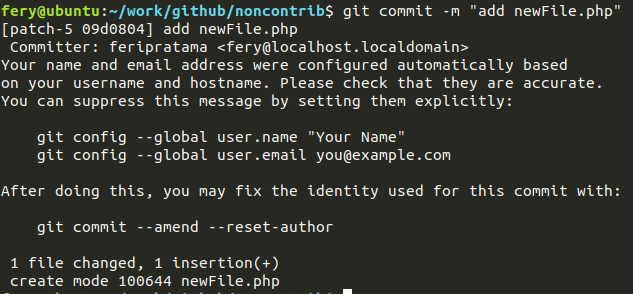 fery@ubuntu:~/work/github/noncontrib$ git commit -m "add newFile.php"
[patch-5 09d0804] add newFile.php
 Committer: feripratama <fery@localhost.localdomain>
Your name and email address were configured automatically based
on your username and hostname. Please check that they are accurate.
You can suppress this message by setting them explicitly:

    git config --global user.name "Your Name"
    git config --global user.email you@example.com

After doing this, you may fix the identity used for this commit with:

    git commit --amend --reset-author

 1 file changed, 1 insertion(+)
 create mode 100644 newFile.php